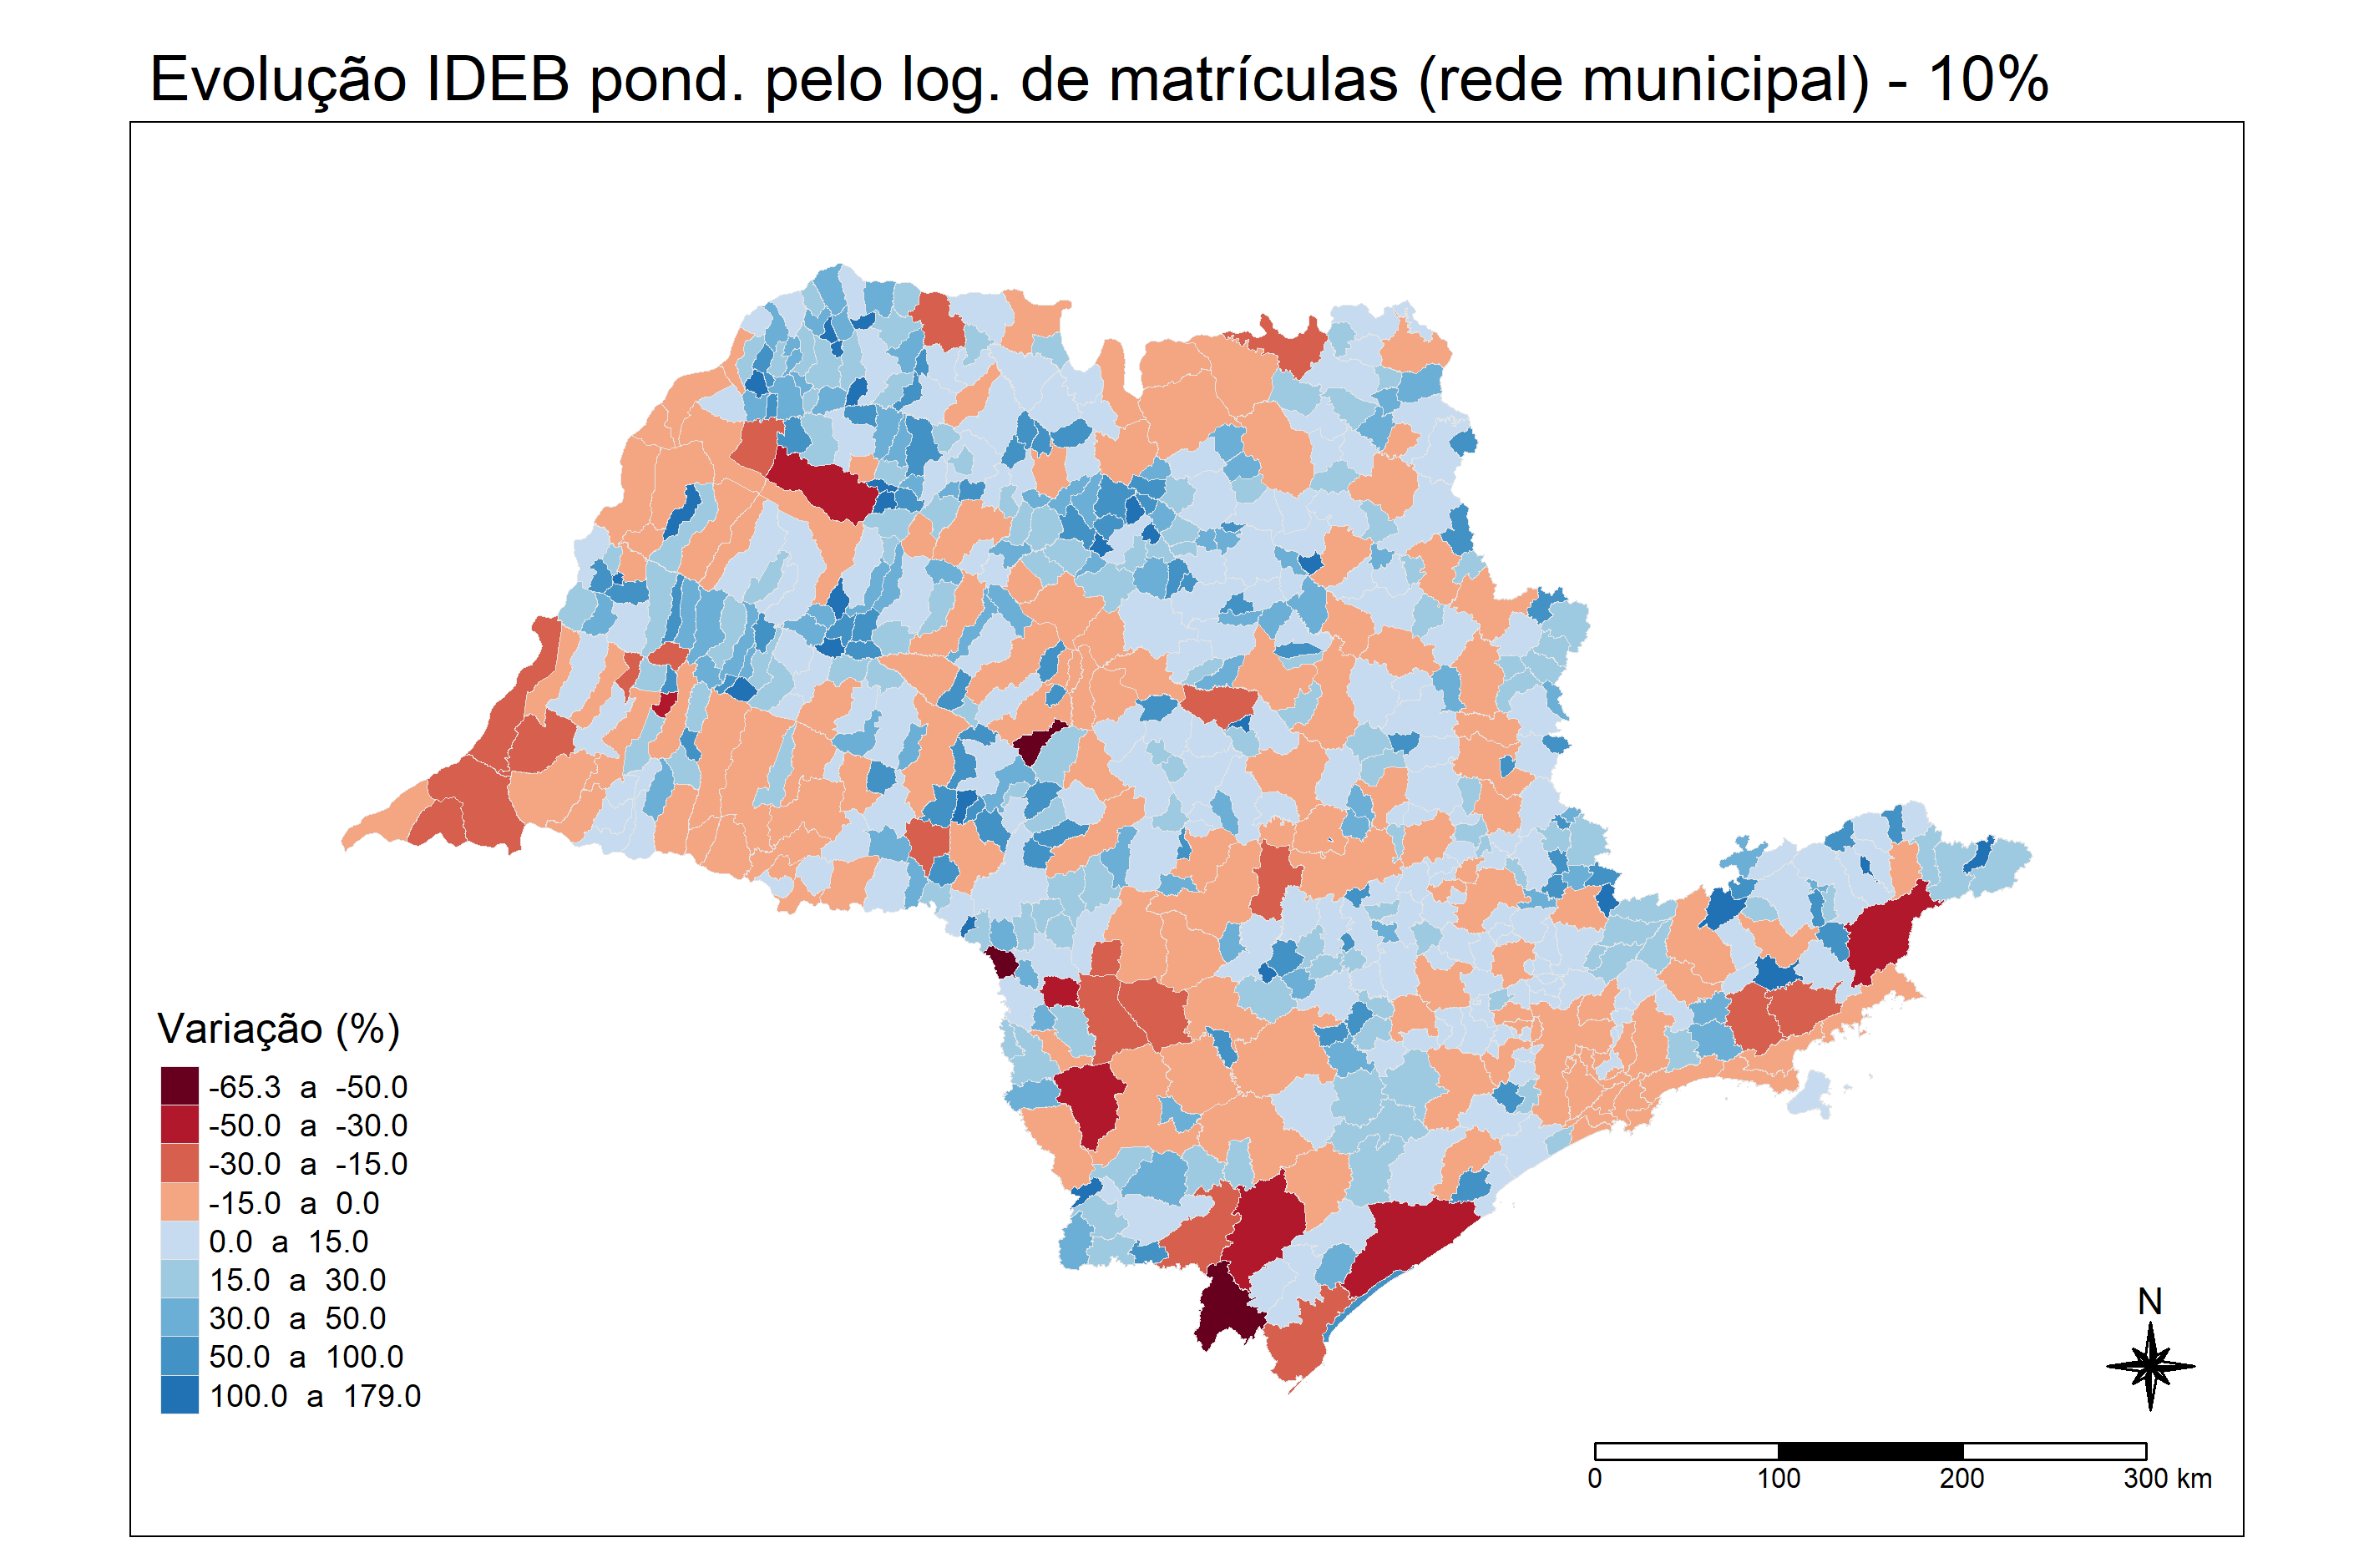 Evolução IDEB pond. pelo log. de matrículas (rede municipal) - 10%
Variação (%)
-65.3 a -50.0
-50.0 a -30.0
-30.0 a -15.0
-15.0 a 0.0
0.0 a 15.0
15.0 a 30.0
30.0 a 50.0
50.0 a 100.0
100.0 a 179.0
N
0 100 200 300 km